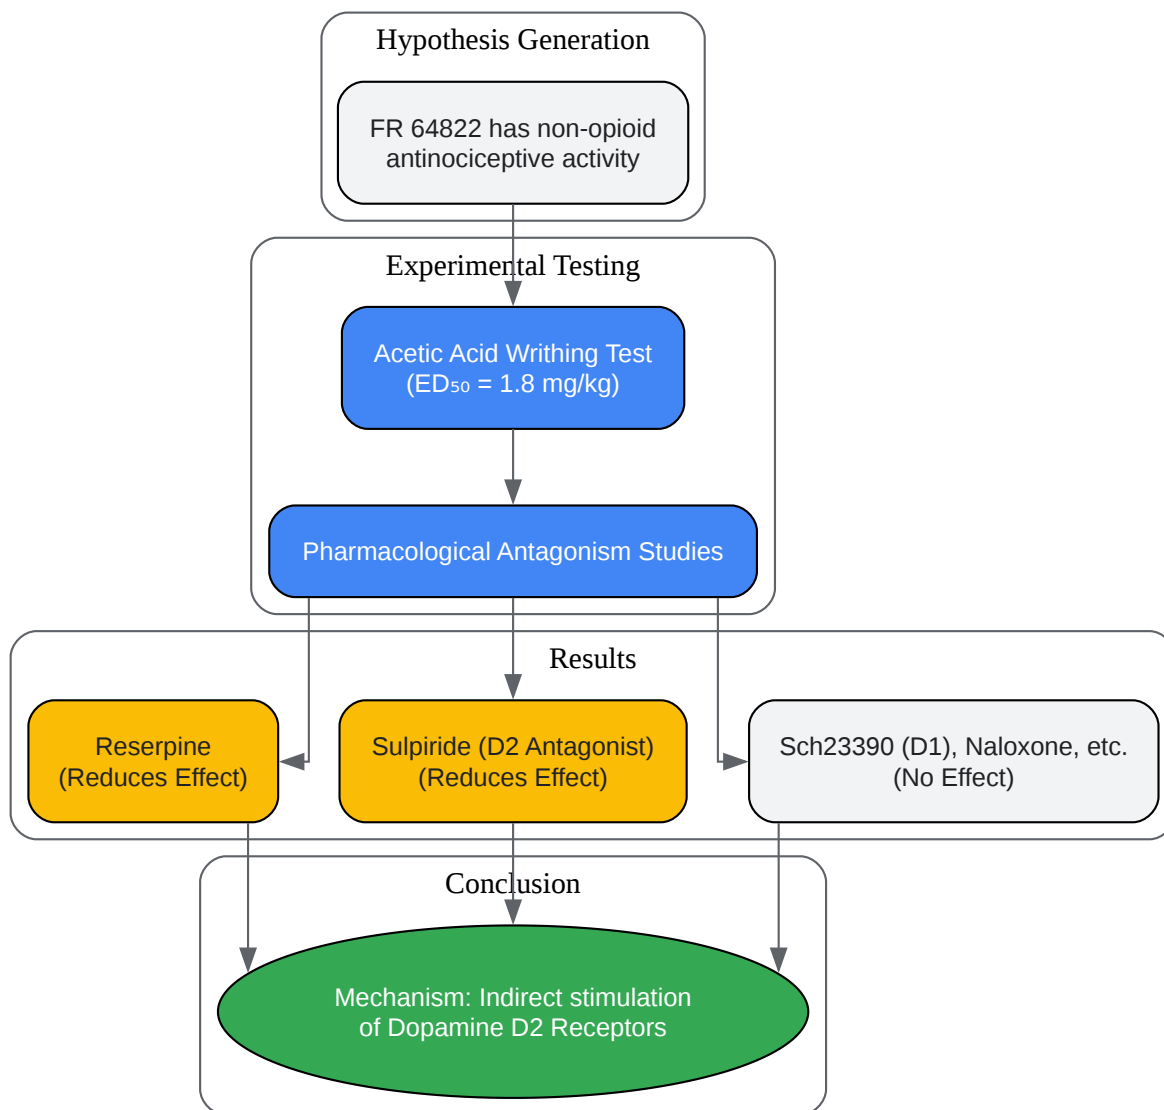 Hypothesis Generation
FR 64822 has non-opioid
antinociceptive activity
Experimental Testing
Acetic Acid Writhing Test
(ED₅₀ = 1.8 mg/kg)
Pharmacological Antagonism Studies
Results
Reserpine
(Reduces Effect)
Sulpiride (D2 Antagonist)
(Reduces Effect)
Sch23390 (D1), Naloxone, etc.
(No Effect)
Conclusion
Mechanism: Indirect stimulation
of Dopamine D2 Receptors